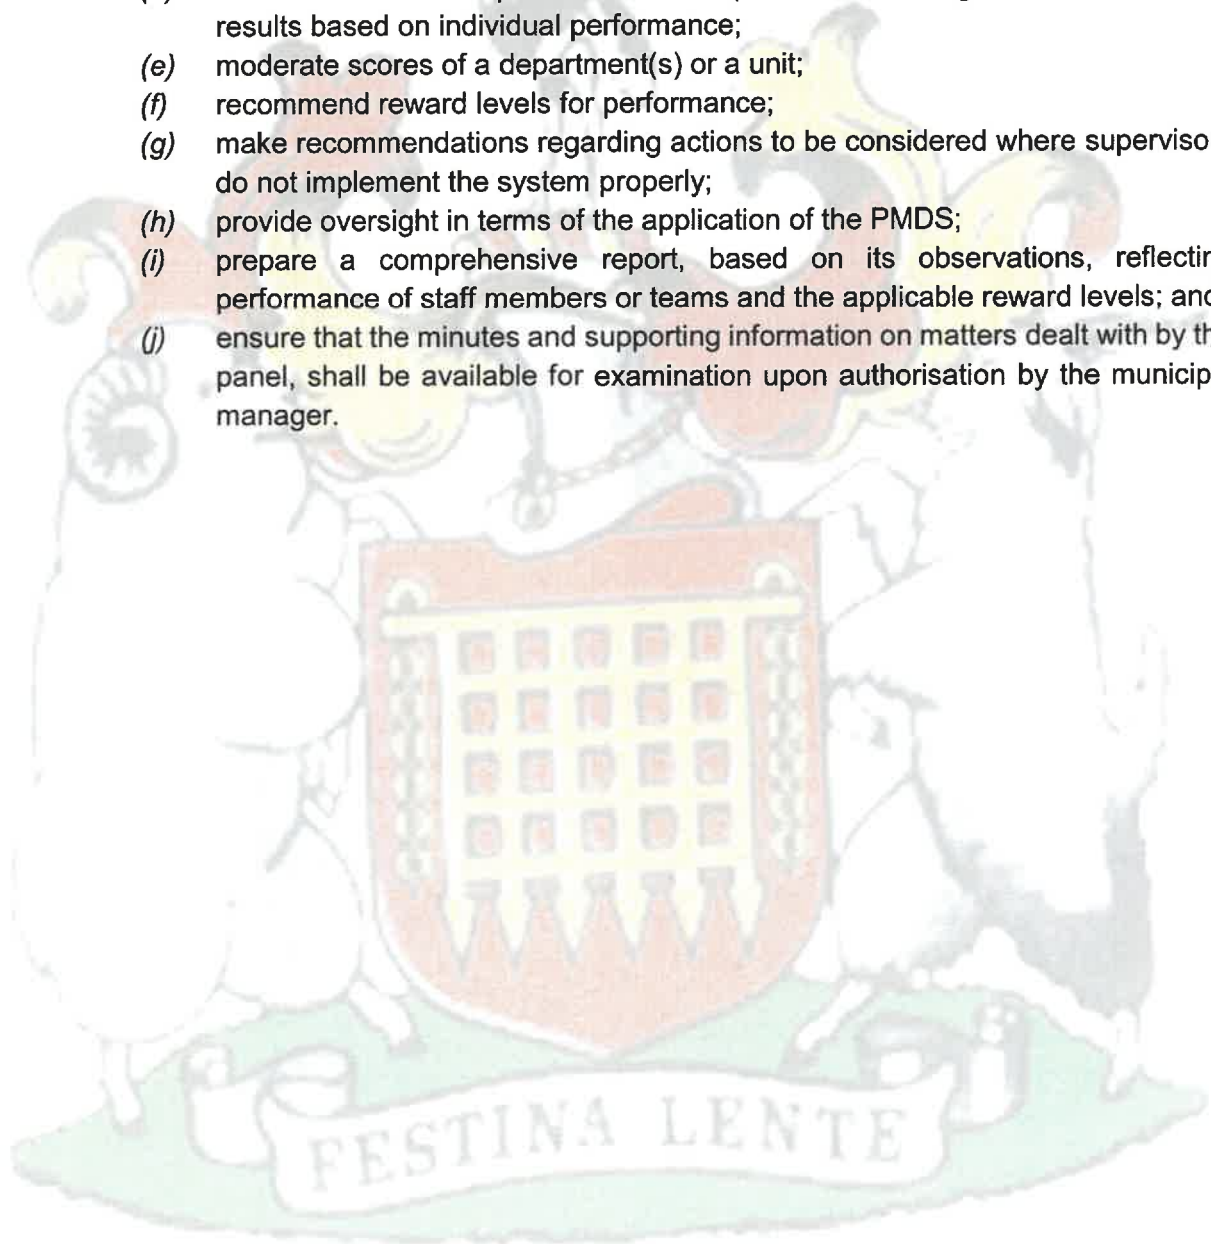 results based on individual performance;
(e) moderate scores of a department(s) or a unit;
(f) recommend reward levels for performance;
(g) make recommendations regarding actions to be considered where superviso
do not implement the system properly;
(h) provide oversight in terms of the application of the PMDS;
(i) prepare a comprehensive report, based on its observations, reflectin
performance of staff members or teams and the applicable reward levels; and
(j) ensure that the minutes and supporting information on matters dealt with by th
panel, shall be available for examination upon authorisation by the municip
manager.
FESTINA LENTE